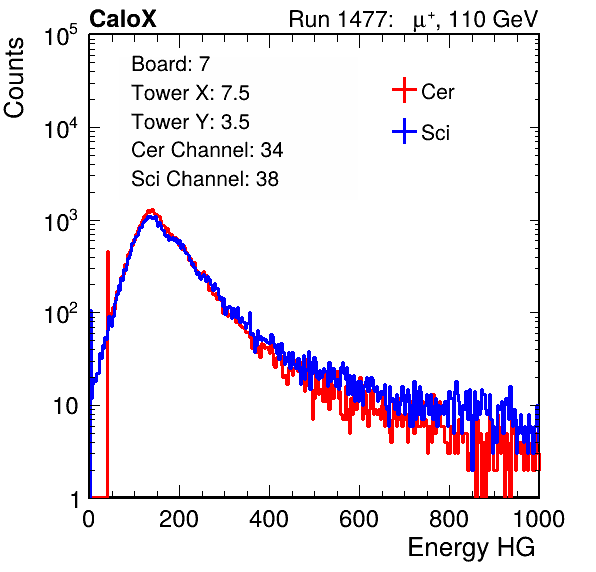 CaloX Run 1477: μ⁺, 110 GeV
Counts
10⁵
10⁴
10³
10²
10
1
Board: 7
Tower X: 7.5
Tower Y: 3.5
Cer Channel: 34
Sci Channel: 38
Cer
Sci
0 200 400 600 800 1000
Energy HG